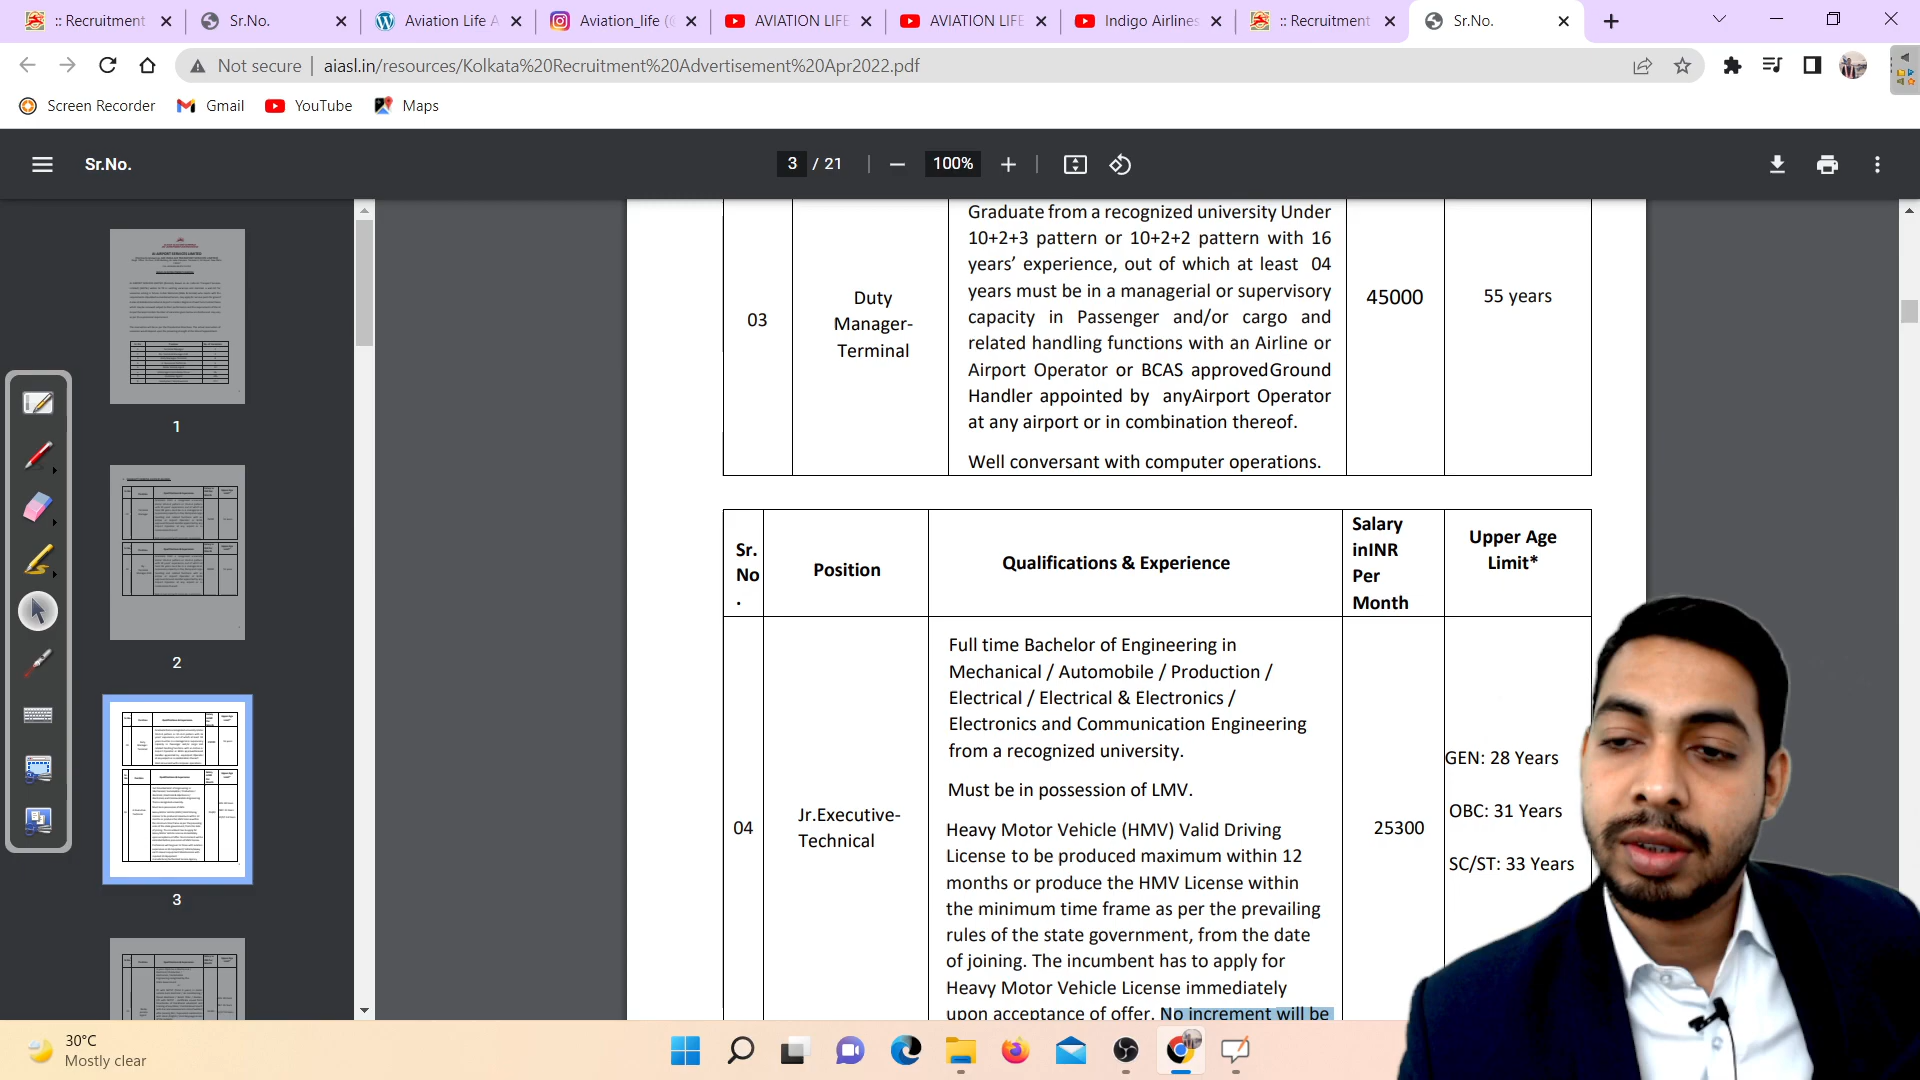 :: Recruitment
Sr.No.
Aviation Life A
Aviation_life (
AVIATION LIFE
AVIATION LIFE
Indigo Airlines
:: Recruitment
Sr.No.
Not secure
aiasl.in/resources/Kolkata%20Recruitment%20Advertisement%20Apr2022.pdf
Screen Recorder
Gmail
YouTube
Maps
Sr.No.
3 / 21
100%
1
2
3
Graduate from a recognized university Under
10+2+3 pattern or 10+2+2 pattern with 16
years’ experience, out of which at least 04
years must be in a managerial or supervisory
capacity in Passenger and/or cargo and
related handling functions with an Airline or
Airport Operator or BCAS approvedGround
Handler appointed by anyAirport Operator
at any airport or in combination thereof.
Well conversant with computer operations.
03
Duty
Manager-
Terminal
45000
55 years
Sr.
No
.
Position
Qualifications & Experience
Salary
inINR
Per
Month
Upper Age
Limit*
04
Jr.Executive-
Technical
Full time Bachelor of Engineering in
Mechanical / Automobile / Production /
Electrical / Electrical & Electronics /
Electronics and Communication Engineering
from a recognized university.
Must be in possession of LMV.
Heavy Motor Vehicle (HMV) Valid Driving
License to be produced maximum within 12
months or produce the HMV License within
the minimum time frame as per the prevailing
rules of the state government, from the date
of joining. The incumbent has to apply for
Heavy Motor Vehicle License immediately
upon acceptance of offer. No increment will be
25300
GEN: 28 Years
OBC: 31 Years
SC/ST: 33 Years
30°C
Mostly clear